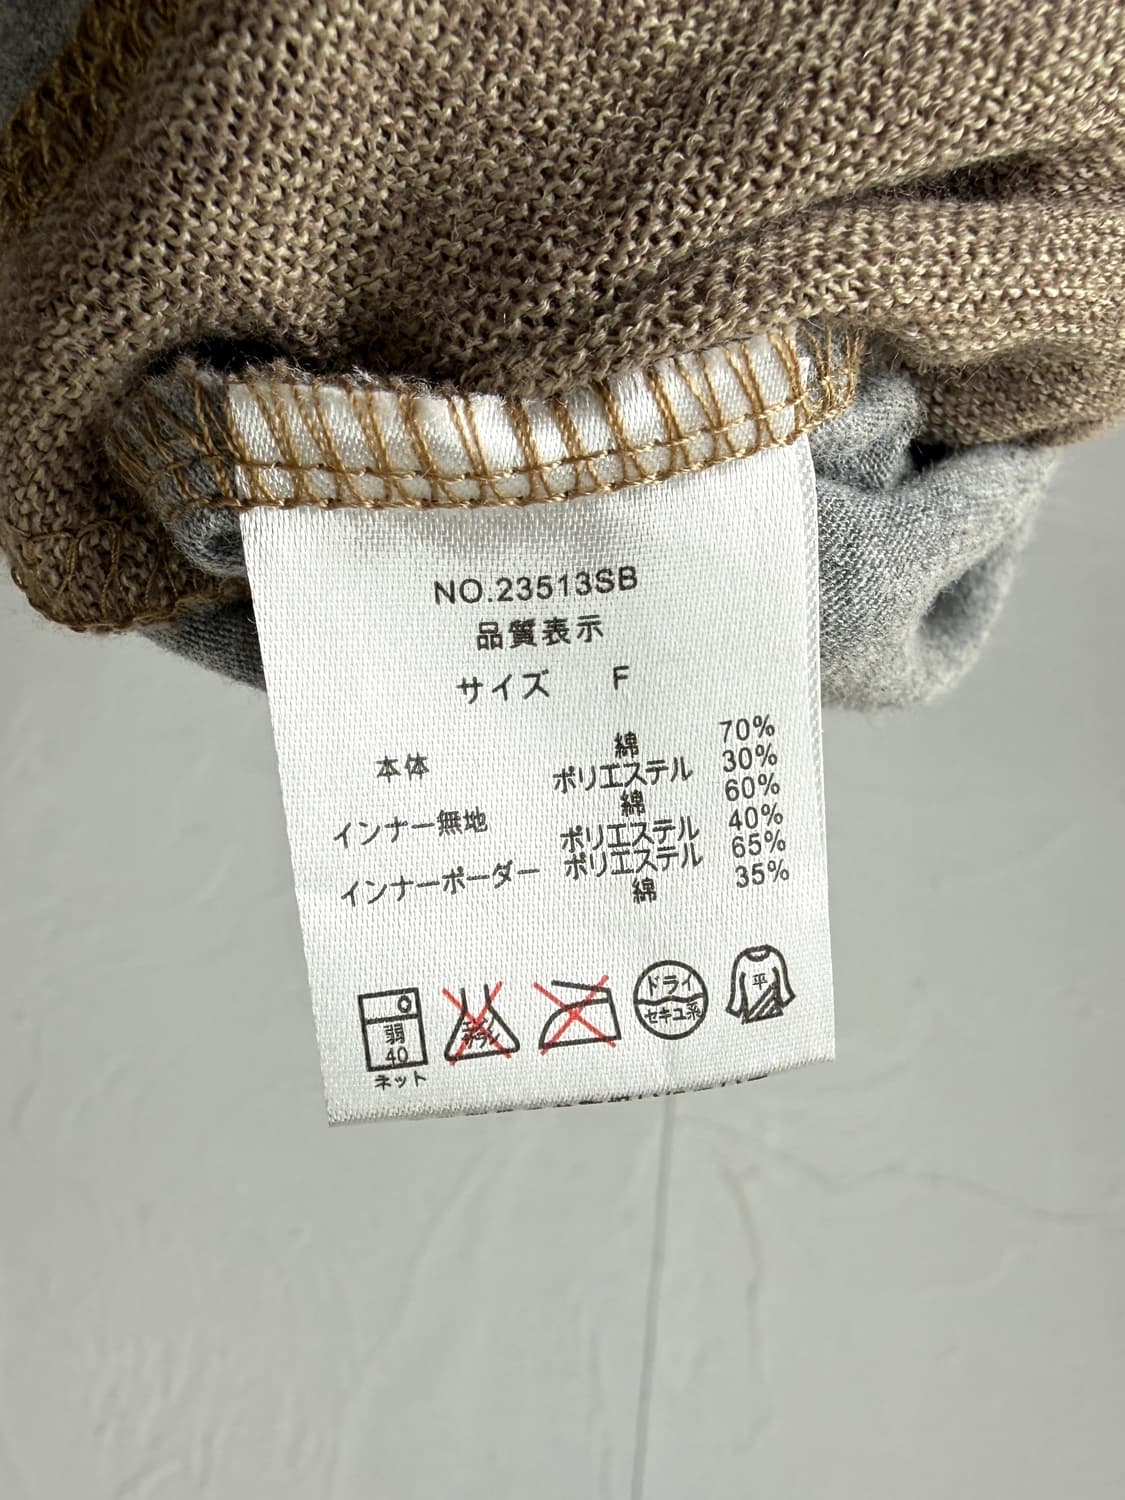 NO.23513SB
品質表示
サイズ F
本体 綿 70%
ポリエステル 30%
インナー無地 綿 60%
ポリエステル 40%
インナーボーダー ポリエステル 65%
綿 35%
弱
40
ネット
ドライ
セキユ系
平